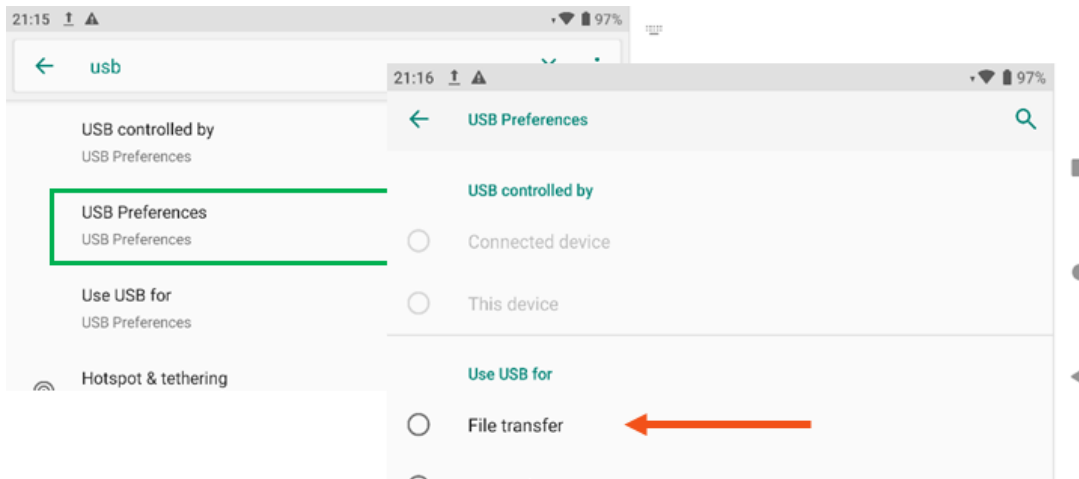 21:15 97%
usb
USB controlled by
USB Preferences
USB Preferences
USB Preferences
Use USB for
USB Preferences
Hotspot & tethering
21:16 97%
USB Preferences
USB controlled by
Connected device
This device
Use USB for
File transfer